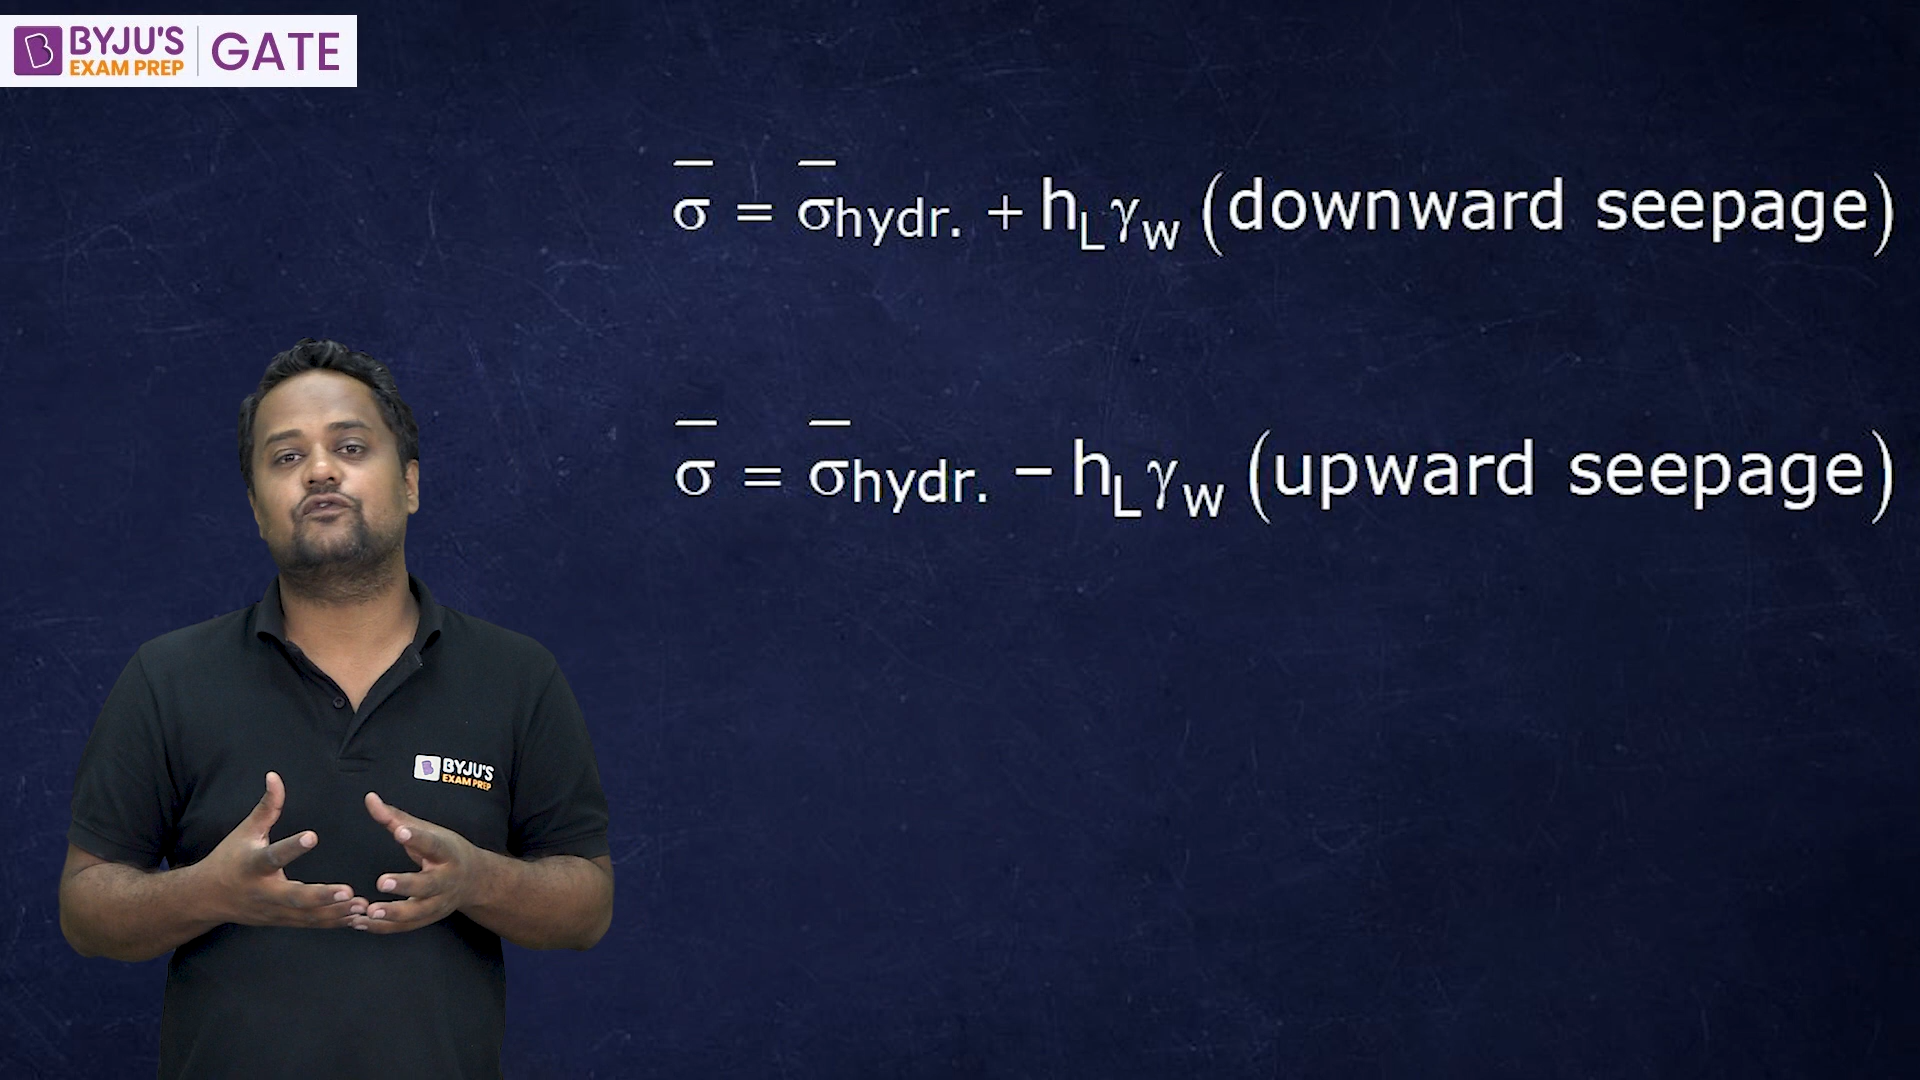 BYJU'S
EXAM PREP
GATE
σ̅ = σ̅hydr. + hLγw (downward seepage)
σ̅ = σ̅hydr. − hLγw (upward seepage)
BYJU'S
EXAM PREP